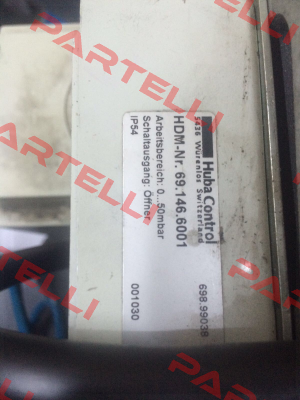 Huba Control
5436 Würenlos Switzerland
698.99038
HDM-Nr. 69.146.6001
Arbeitsbereich: 0...50mbar
Schaltausgang: Öffner
001030
IP54
PARTELLI
PARTELLI
PARTELLI
PARTELLI
PARTELLI